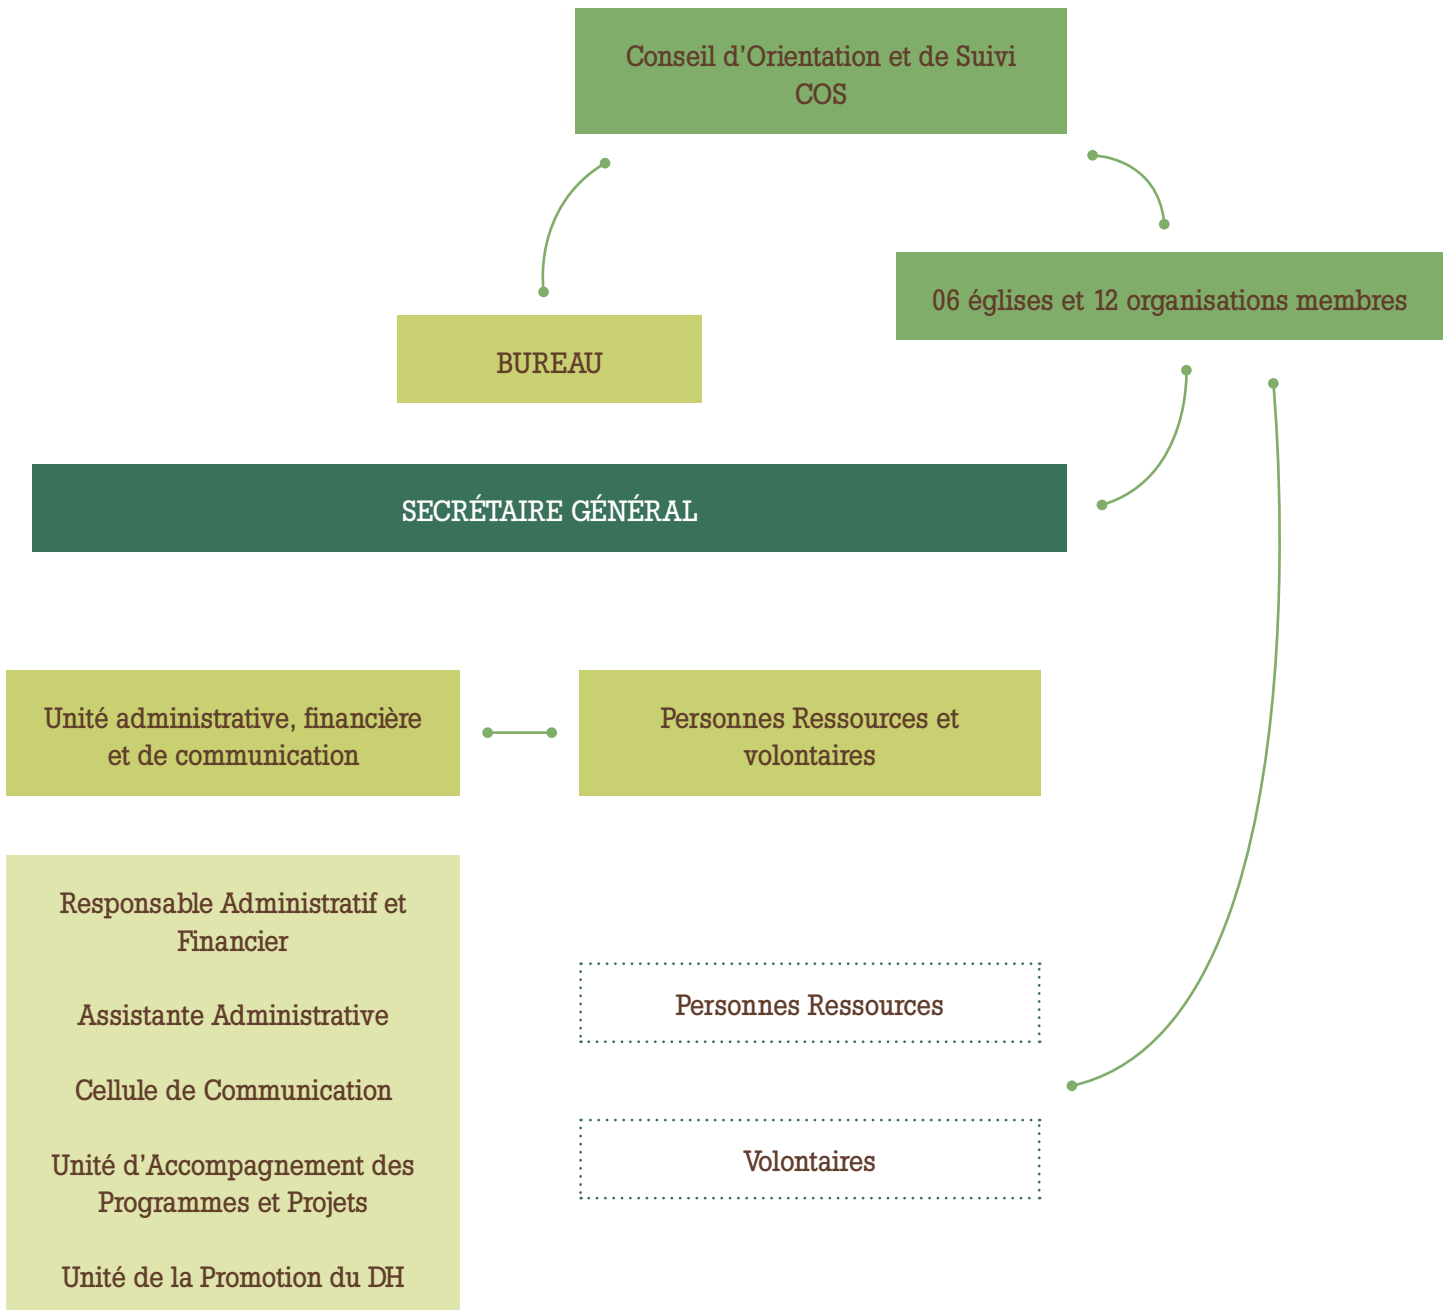 Conseil d’Orientation et de Suivi
COS
06 églises et 12 organisations membres
BUREAU
SECRÉTAIRE GÉNÉRAL
Unité administrative, financière
et de communication
Personnes Ressources et
volontaires
Responsable Administratif et
Financier
Assistante Administrative
Cellule de Communication
Unité d’Accompagnement des
Programmes et Projets
Unité de la Promotion du DH
Personnes Ressources
Volontaires